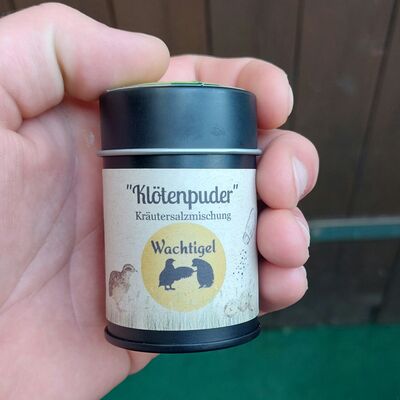 "Klötenpuder"
Kräutersalzmischung
Wachtigel